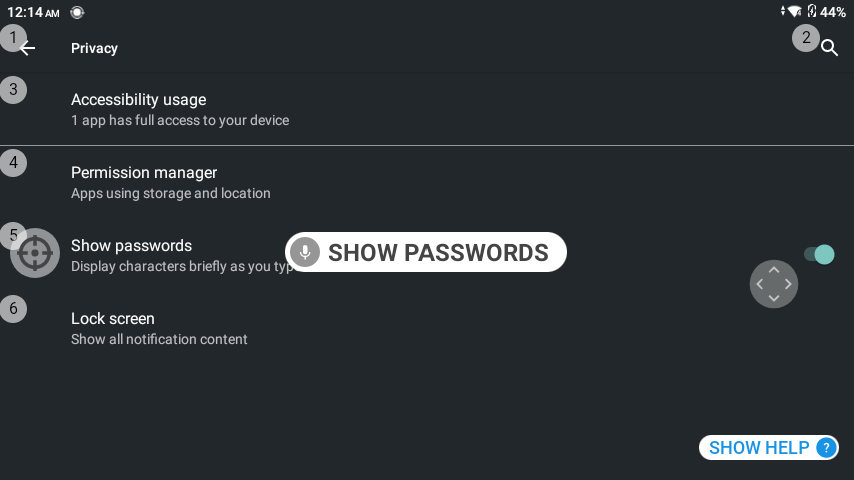 12:14 AM
44%
1
Privacy
2
3
Accessibility usage
1 app has full access to your device
4
Permission manager
Apps using storage and location
5
Show passwords
SHOW PASSWORDS
Display characters briefly as you typ
6
Lock screen
Show all notification content
SHOW HELP ?